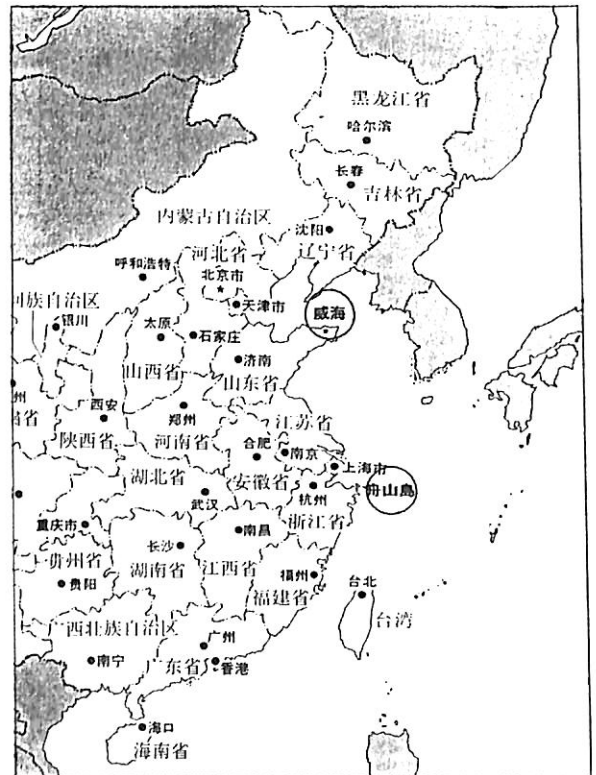 黑龙江省
哈尔滨
长春
吉林省
内蒙古自治区
沈阳
辽宁省
河北省
呼和浩特
北京市
天津市
回族自治区
银川
威海
太原
石家庄
济南
山西省
山东省
州
肃省
西安
郑州
江苏省
陕西省
河南省
合肥
南京
上海市
湖北省
安徽省
舟山島
武汉
杭州
浙江省
重庆市
南昌
长沙
贵州省
湖南省
江西省
贵阳
福州
福建省
台北
台湾
广西壮族自治区
广州
南宁
广东省
香港
海口
海南省